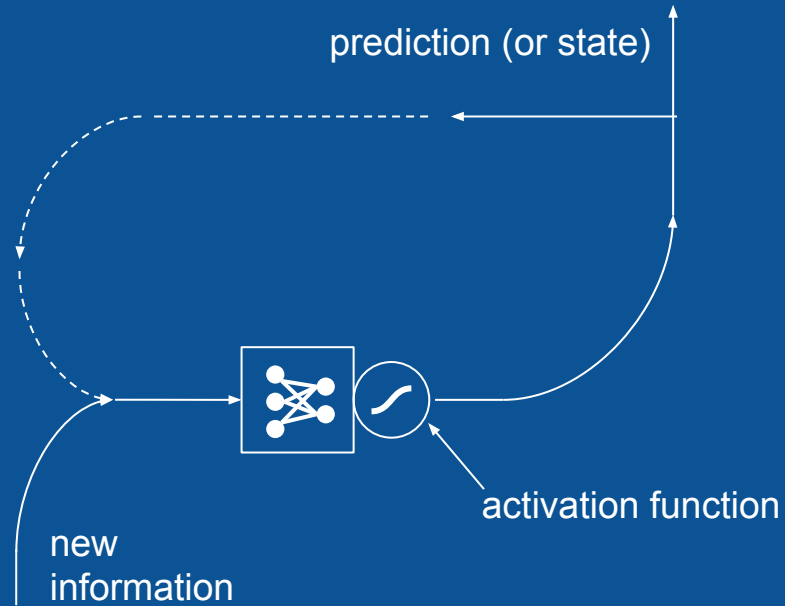 prediction (or state)
activation function
new
information